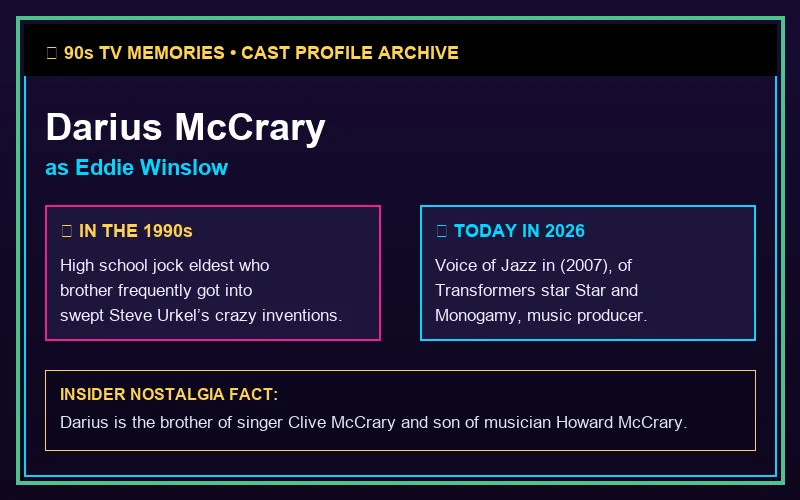 90s TV MEMORIES • CAST PROFILE ARCHIVE
Darius McCrary
as Eddie Winslow
IN THE 1990s
High school jock eldest who
brother frequently got into
swept Steve Urkel’s crazy inventions.
TODAY IN 2026
Voice of Jazz in (2007), of
Transformers star Star and
Monogamy, music producer.
INSIDER NOSTALGIA FACT:
Darius is the brother of singer Clive McCrary and son of musician Howard McCrary.